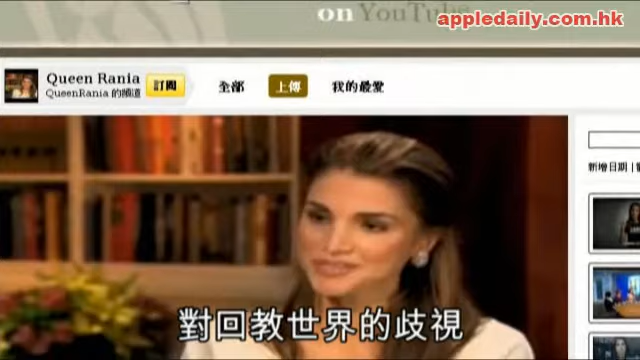 on YouTube
appledaily.com.hk
Queen Rania
QueenRania 的頻道
訂閱
全部
上傳
我的最愛
新增日期 |
對回教世界的歧視